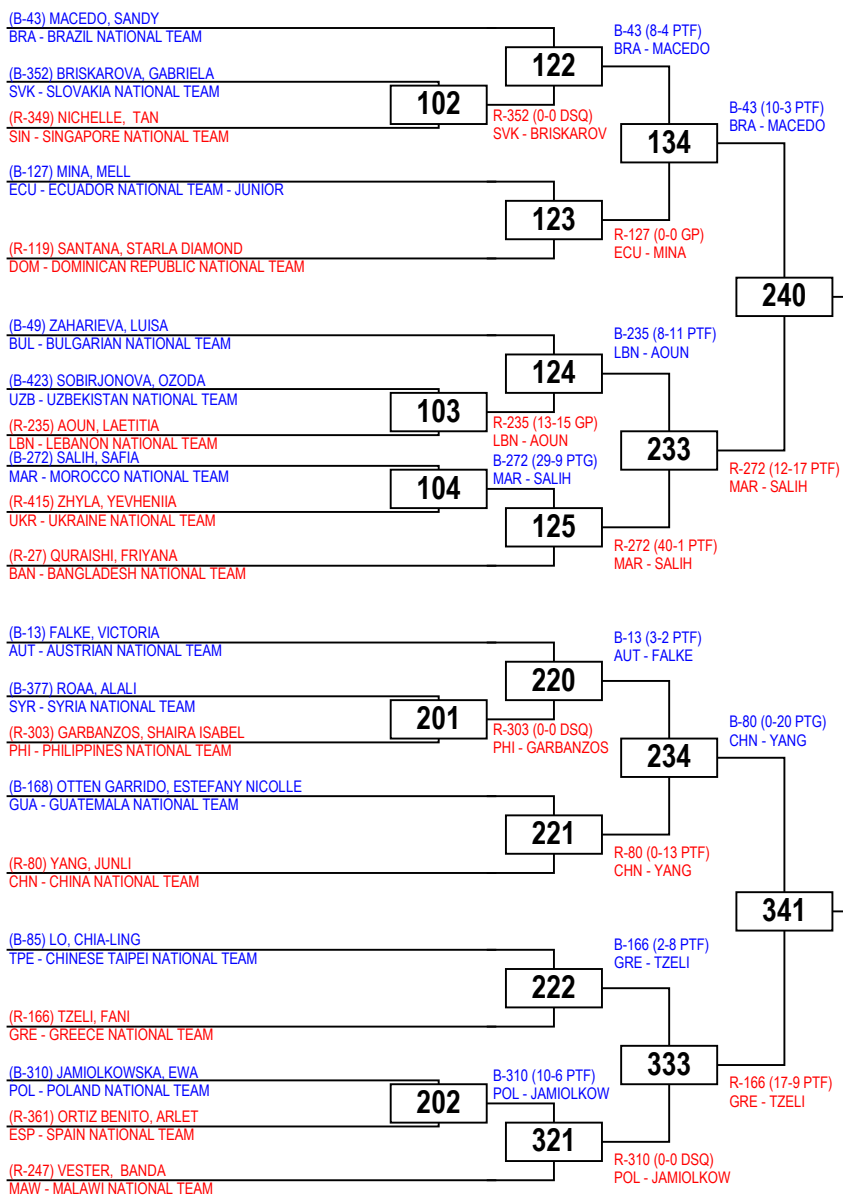 (B-43) MACEDO, SANDY
BRA - BRAZIL NATIONAL TEAM
(B-352) BRISKAROVA, GABRIELA
SVK - SLOVAKIA NATIONAL TEAM
(R-349) NICHELLE,  TAN
SIN - SINGAPORE NATIONAL TEAM
(B-127) MINA, MELL
ECU - ECUADOR NATIONAL TEAM - JUNIOR
(R-119) SANTANA, STARLA DIAMOND
DOM - DOMINICAN REPUBLIC NATIONAL TEAM
(B-49) ZAHARIEVA, LUISA
BUL - BULGARIAN NATIONAL TEAM
(B-423) SOBIRJONOVA, OZODA
UZB - UZBEKISTAN NATIONAL TEAM
(R-235) AOUN, LAETITIA
LBN - LEBANON NATIONAL TEAM
(B-272) SALIH, SAFIA
MAR - MOROCCO NATIONAL TEAM
(R-415) ZHYLA, YEVHENIIA
UKR - UKRAINE NATIONAL TEAM
(R-27) QURAISHI, FRIYANA
BAN - BANGLADESH NATIONAL TEAM
(B-13) FALKE, VICTORIA
AUT - AUSTRIAN NATIONAL TEAM
(B-377) ROAA, ALALI
SYR - SYRIA NATIONAL TEAM
(R-303) GARBANZOS, SHAIRA ISABEL
PHI - PHILIPPINES NATIONAL TEAM
(B-168) OTTEN GARRIDO, ESTEFANY NICOLLE
GUA - GUATEMALA NATIONAL TEAM
(R-80) YANG, JUNLI
CHN - CHINA NATIONAL TEAM
(B-85) LO, CHIA-LING
TPE - CHINESE TAIPEI NATIONAL TEAM
(R-166) TZELI, FANI
GRE - GREECE NATIONAL TEAM
(B-310) JAMIOLKOWSKA, EWA
POL - POLAND NATIONAL TEAM
(R-361) ORTIZ BENITO, ARLET
ESP - SPAIN NATIONAL TEAM
(R-247) VESTER,  BANDA
MAW - MALAWI NATIONAL TEAM
102
103
104
201
202
122
R-352 (0-0 DSQ)
SVK - BRISKAROV
123
124
R-235 (13-15 GP)
LBN - AOUN
B-272 (29-9 PTG)
MAR - SALIH
125
220
R-303 (0-0 DSQ)
PHI - GARBANZOS
221
222
B-310 (10-6 PTF)
POL - JAMIOLKOW
321
B-43 (8-4 PTF)
BRA - MACEDO
134
R-127 (0-0 GP)
ECU - MINA
B-235 (8-11 PTF)
LBN - AOUN
233
R-272 (40-1 PTF)
MAR - SALIH
B-13 (3-2 PTF)
AUT - FALKE
234
R-80 (0-13 PTF)
CHN - YANG
B-166 (2-8 PTF)
GRE - TZELI
333
R-310 (0-0 DSQ)
POL - JAMIOLKOW
B-43 (10-3 PTF)
BRA - MACEDO
240
R-272 (12-17 PTF)
MAR - SALIH
B-80 (0-20 PTG)
CHN - YANG
341
R-166 (17-9 PTF)
GRE - TZELI